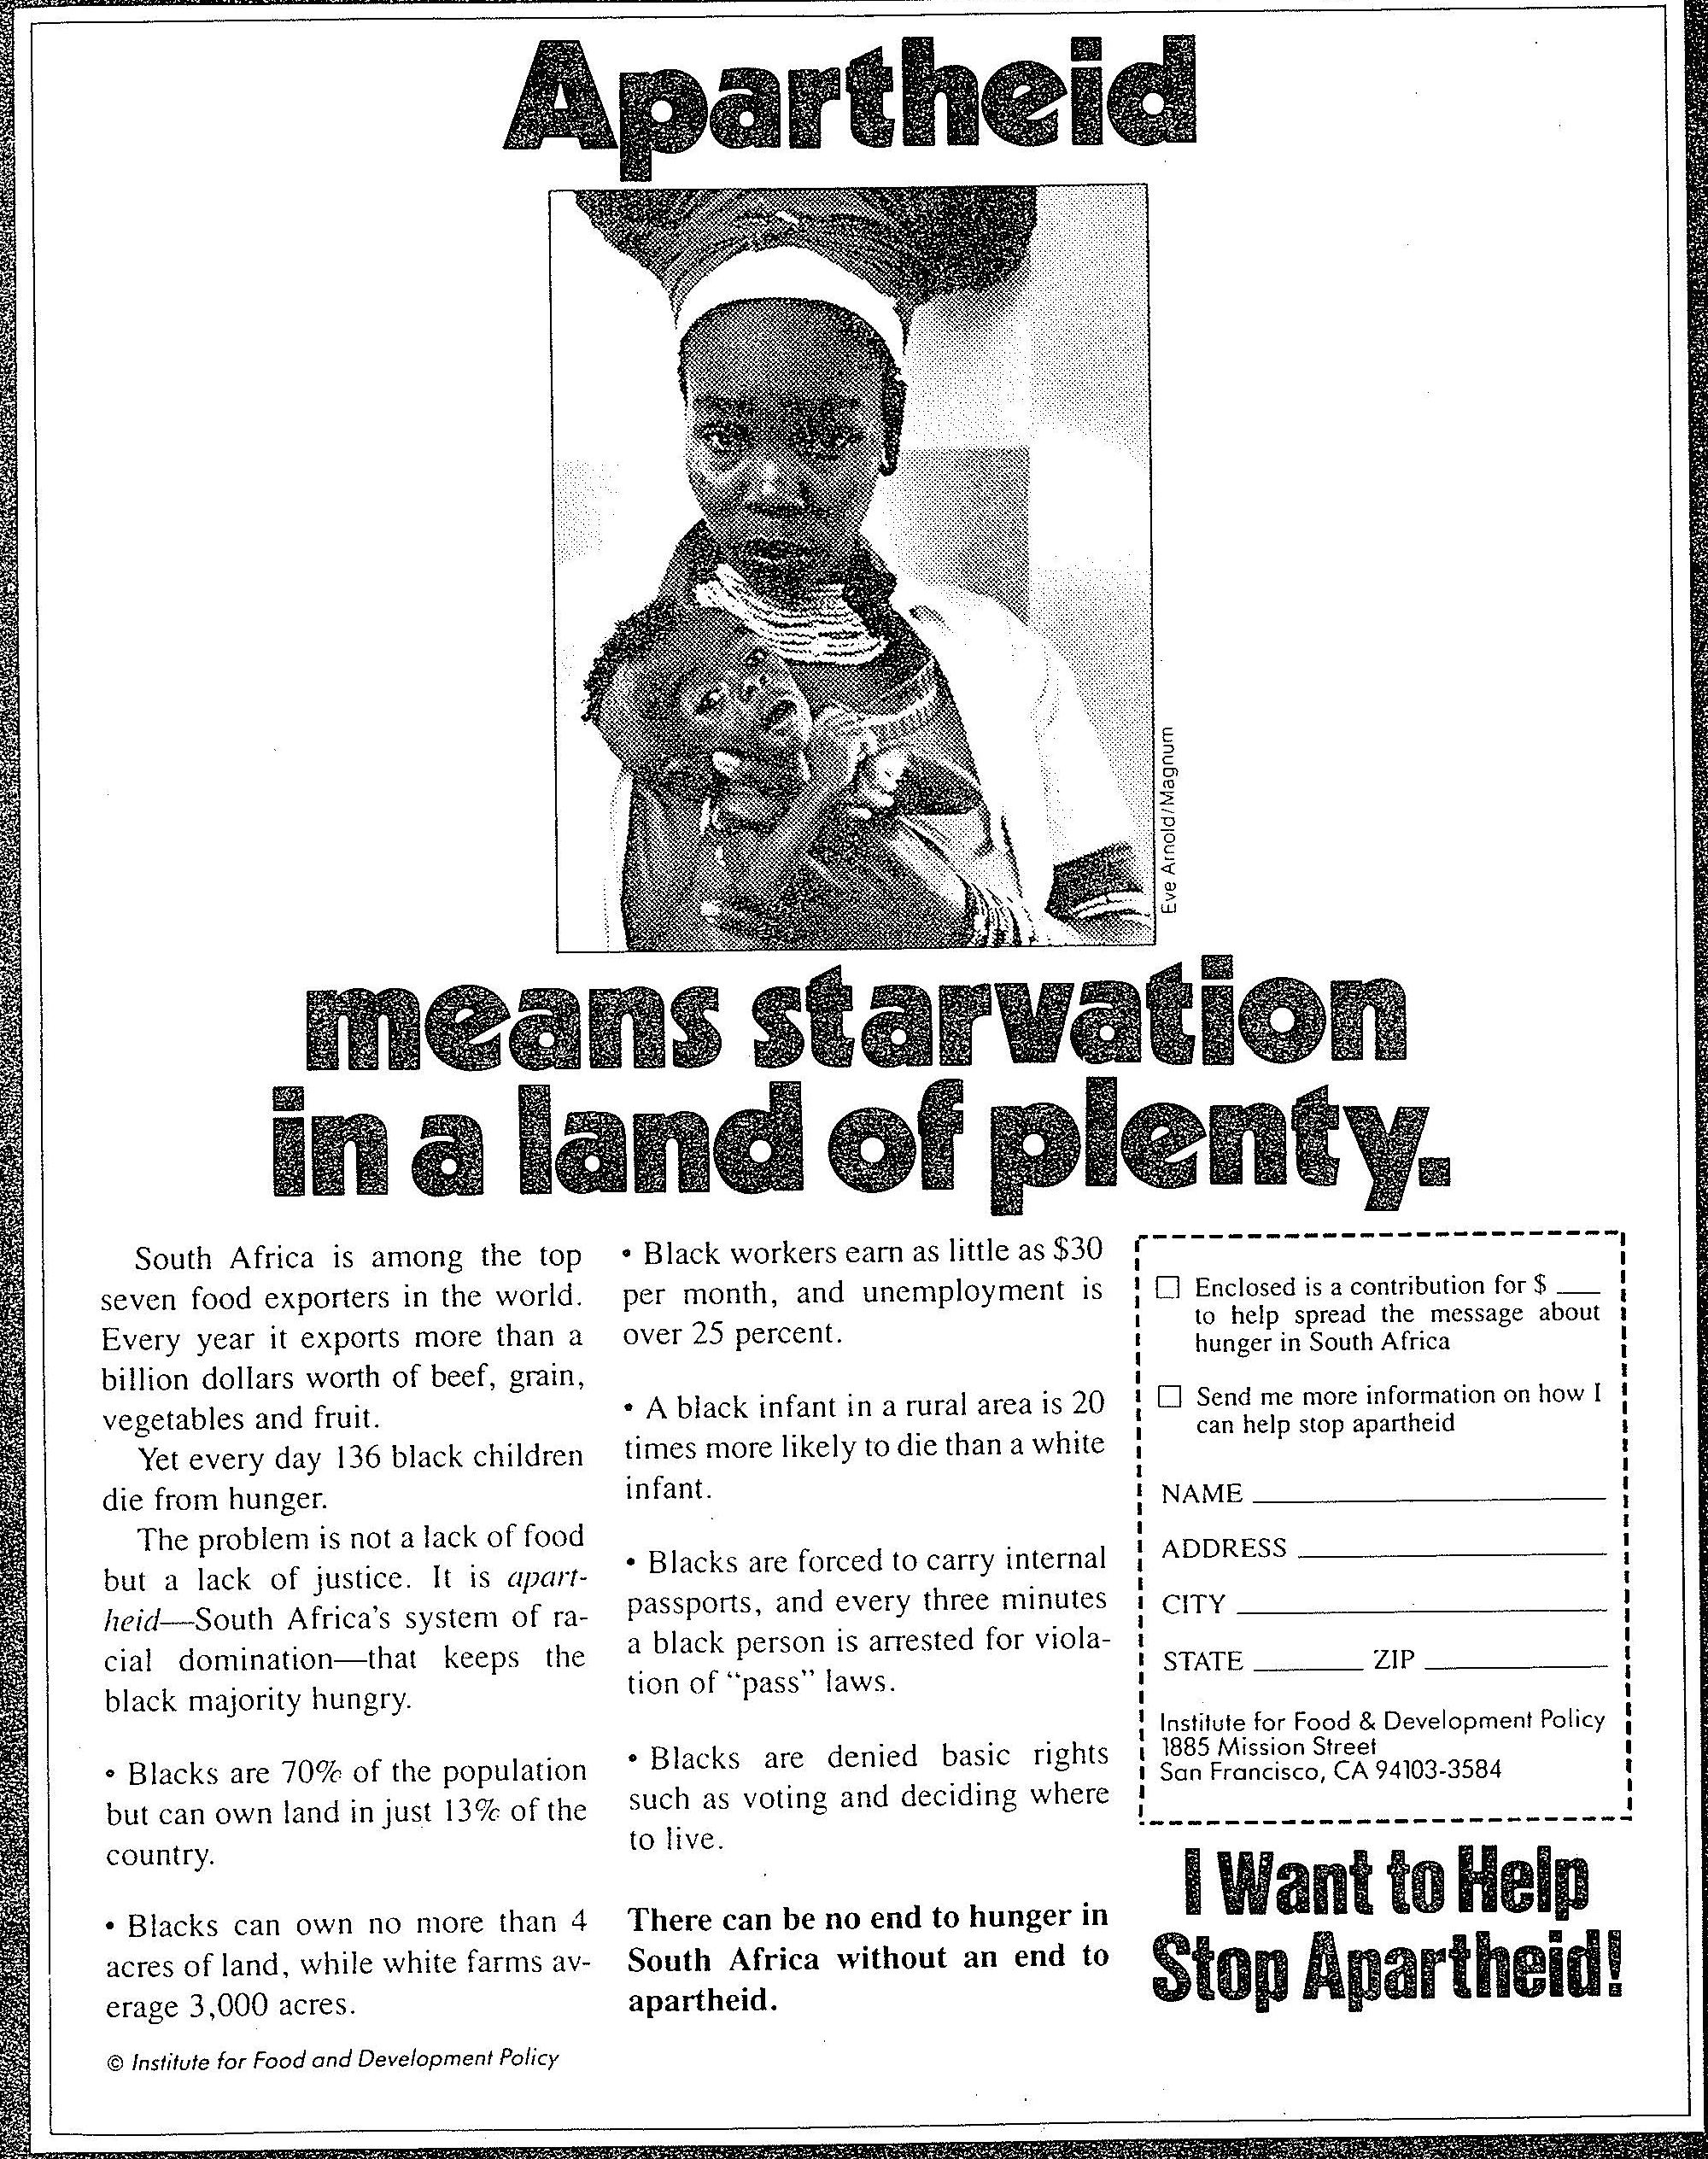 Apartheid
Eve Arnold/Magnum
means starvation
in a land of plenty.
South Africa is among the top
seven food exporters in the world.
Every year it exports more than a
billion dollars worth of beef, grain,
vegetables and fruit.
Yet every day 136 black children
die from hunger.
The problem is not a lack of food
but a lack of justice. It is apart-
heid—South Africa's system of ra-
cial domination—that keeps the
black majority hungry.
• Blacks are 70% of the population
but can own land in just 13% of the
country.
• Blacks can own no more than 4
acres of land, while white farms av-
erage 3,000 acres.
© Institute for Food and Development Policy
• Black workers earn as little as $30
per month, and unemployment is
over 25 percent.
• A black infant in a rural area is 20
times more likely to die than a white
infant.
• Blacks are forced to carry internal
passports, and every three minutes
a black person is arrested for viola-
tion of "pass" laws.
• Blacks are denied basic rights
such as voting and deciding where
to live.
There can be no end to hunger in
South Africa without an end to
apartheid.
☐ Enclosed is a contribution for $ ___
to help spread the message about
hunger in South Africa
☐ Send me more information on how I
can help stop apartheid
NAME ___
ADDRESS ___
CITY ___
STATE ___ ZIP ___
Institute for Food & Development Policy
1885 Mission Street
San Francisco, CA 94103-3584
I Want to Help
Stop Apartheid!